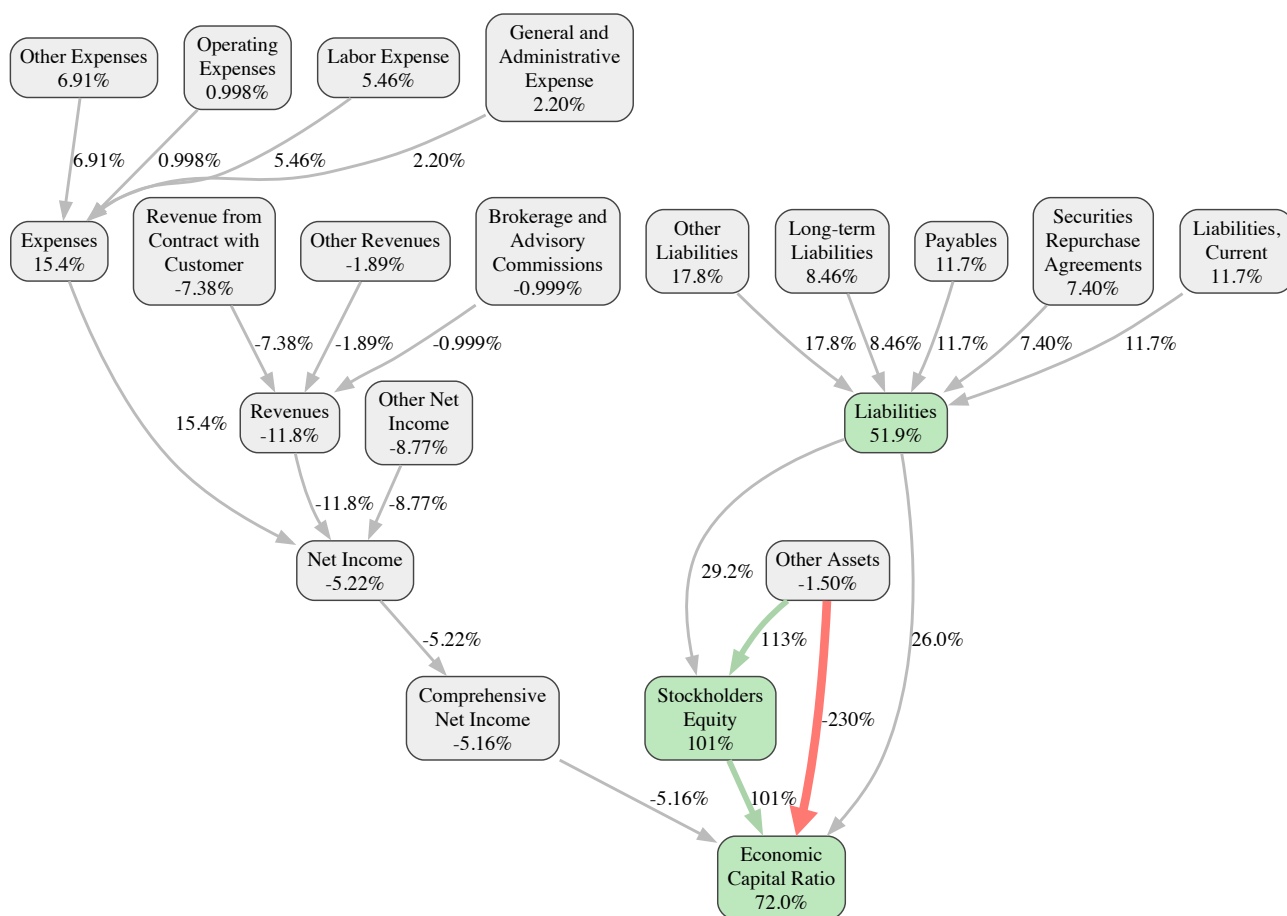 Other Expenses
6.91%
Operating
Expenses
0.998%
Labor Expense
5.46%
General and
Administrative
Expense
2.20%
6.91%
0.998%
5.46%
2.20%
Expenses
15.4%
Revenue from
Contract with
Customer
-7.38%
Other Revenues
-1.89%
Brokerage and
Advisory
Commissions
-0.999%
Other
Liabilities
17.8%
Long-term
Liabilities
8.46%
Payables
11.7%
Securities
Repurchase
Agreements
7.40%
Liabilities,
Current
11.7%
-7.38%
-1.89%
-0.999%
17.8%
8.46%
11.7%
7.40%
11.7%
15.4%
Revenues
-11.8%
Other Net
Income
-8.77%
Liabilities
51.9%
-11.8%
-8.77%
Net Income
-5.22%
29.2%
Other Assets
-1.50%
-5.22%
113%
26.0%
Comprehensive
Net Income
-5.16%
Stockholders
Equity
101%
-230%
-5.16%
101%
Economic
Capital Ratio
72.0%